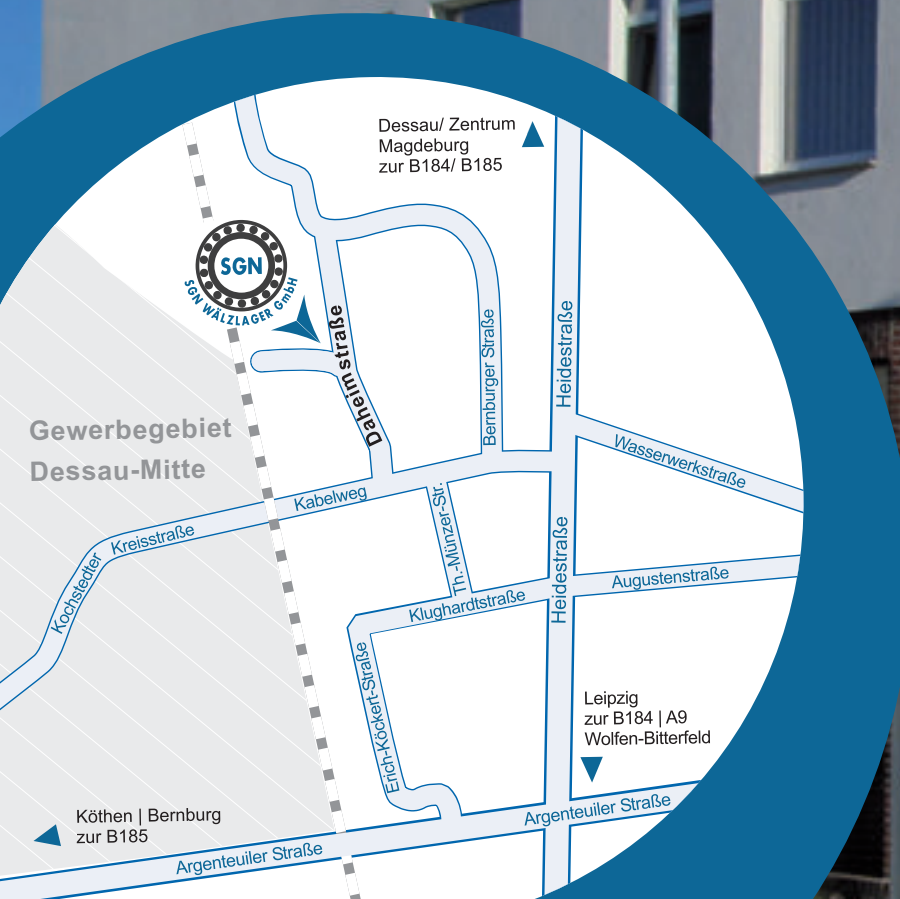 Dessau/ Zentrum
Magdeburg
zur B184/ B185
SGN
SGN WÄLZLAGER GmbH
Daheimstraße
Bernburger Straße
Heidestraße
Wasserwerkstraße
Gewerbegebiet
Dessau-Mitte
Kabelweg
Kreisstraße
Kochstedter
Th.-Münzer-Str.
Heidestraße
Augustenstraße
Klughardtstraße
Erich-Köckert-Straße
Leipzig
zur B184 | A9
Wolfen-Bitterfeld
Köthen | Bernburg
zur B185
Argenteuiler Straße
Argenteuiler Straße